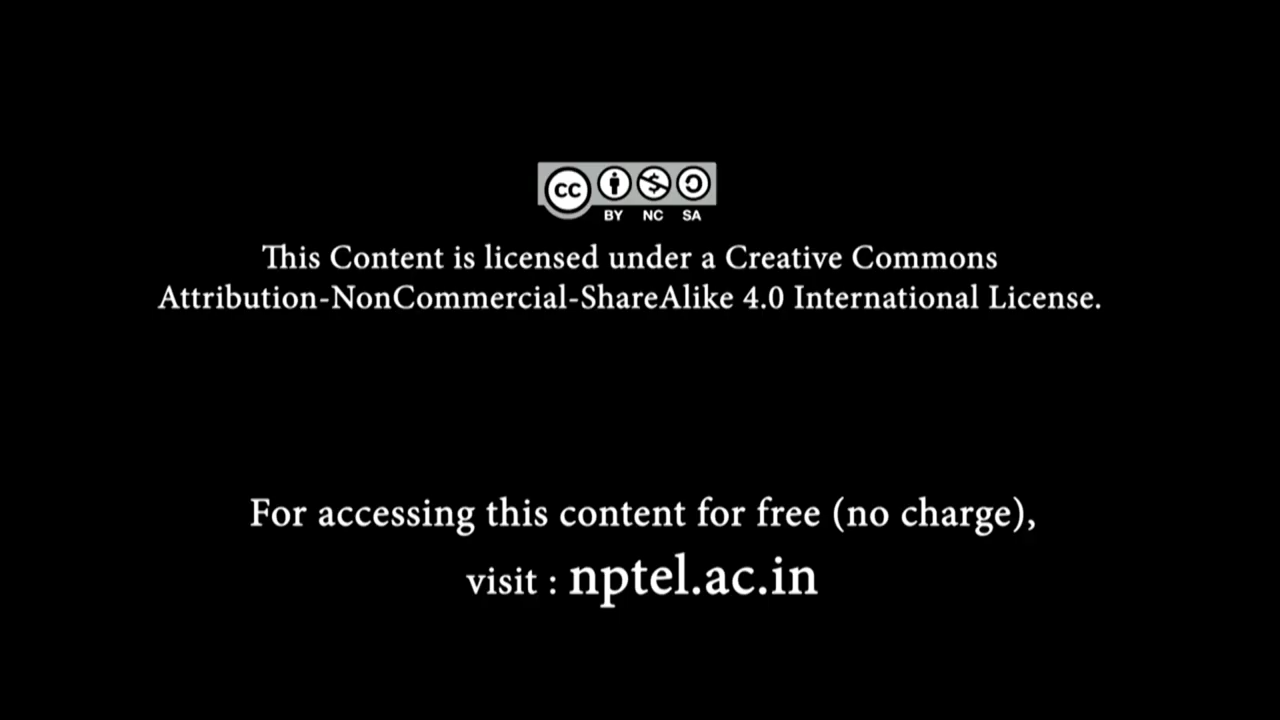 cc
BY NC SA
This Content is licensed under a Creative Commons
Attribution-NonCommercial-ShareAlike 4.0 International License.
For accessing this content for free (no charge),
visit : nptel.ac.in